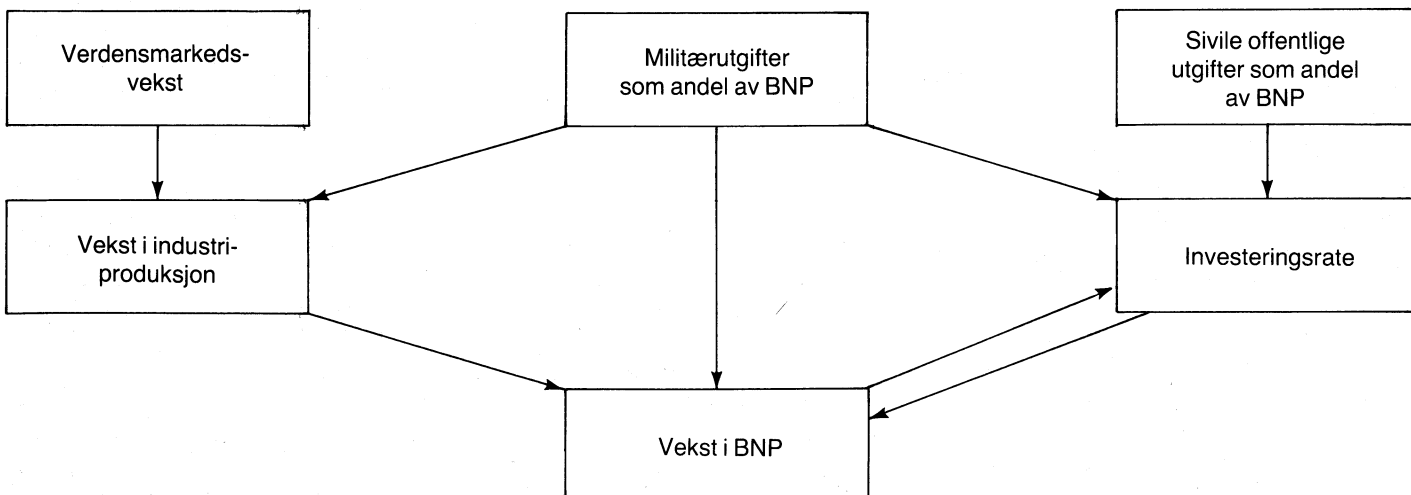 Verdensmarkeds-
vekst
Militærutgifter
som andel av BNP
Sivile offentlige
utgifter som andel
av BNP
Vekst i industri-
produksjon
Investeringsrate
Vekst i BNP